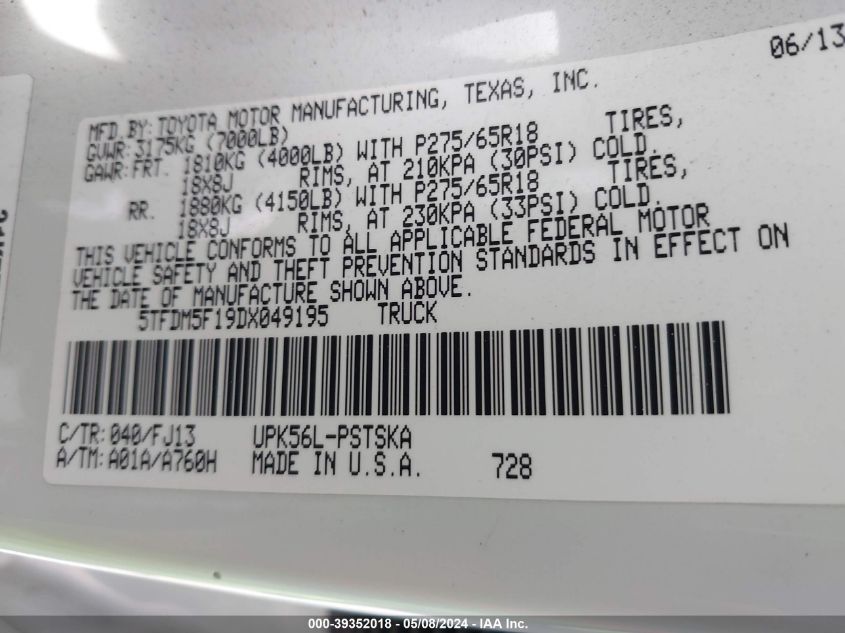 06/13
MFD.BY:TOYOTA MOTOR MANUFACTURING, TEXAS, INC.
GVWR:3175KG (7000LB)
GAWR:FRT. 1810KG (4000LB) WITH P275/65R18 TIRES,
18X8J RIMS, AT 210KPA (30PSI) COLD.
RR. 1880KG (4150LB) WITH P275/65R18 TIRES,
18X8J RIMS, AT 230KPA (33PSI) COLD.
THIS VEHICLE CONFORMS TO ALL APPLICABLE FEDERAL MOTOR
VEHICLE SAFETY AND THEFT PREVENTION STANDARDS IN EFFECT ON
THE DATE OF MANUFACTURE SHOWN ABOVE.
5TFDM5F19DX049195 TRUCK
C/TR:040/FJ13 UPK56L-PSTSKA
A/TM:A01A/A760H MADE IN U.S.A. 728
000-39352018 - 05/08/2024 - IAA Inc.